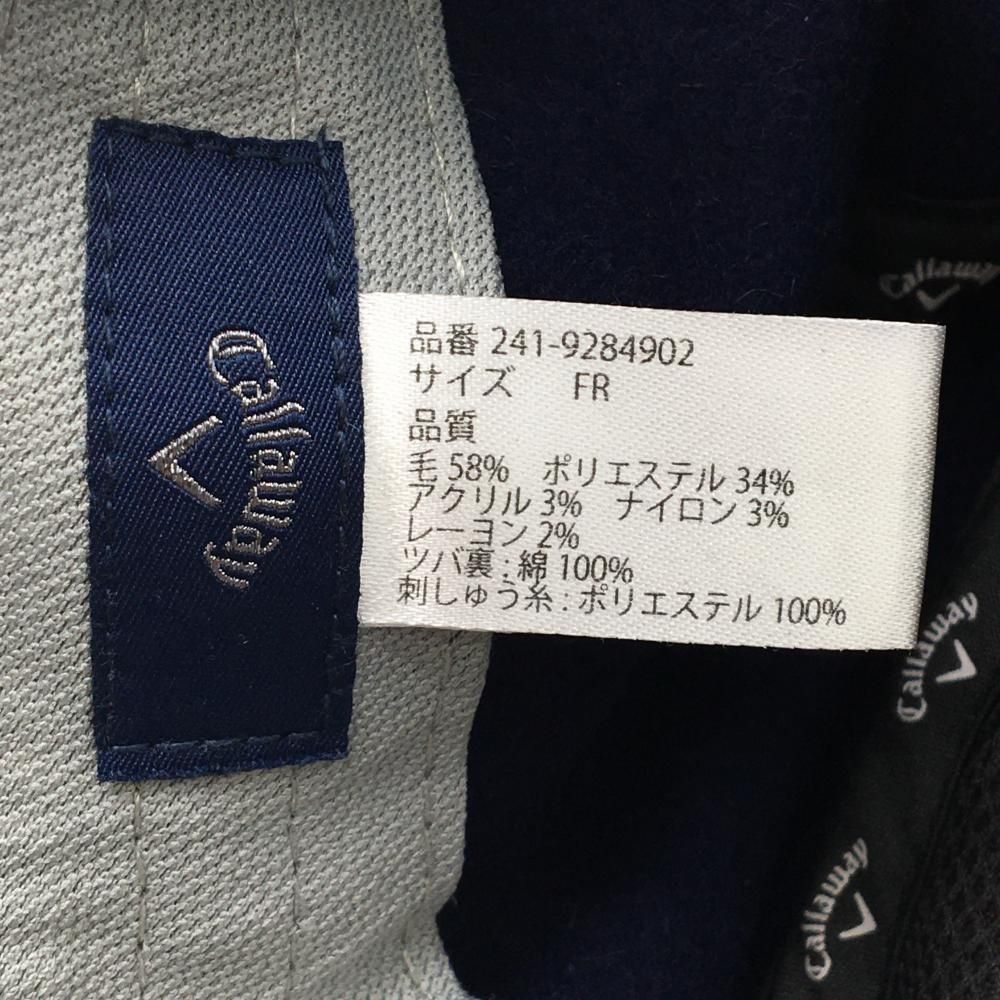 Callaway
品番 241-9284902
サイズ FR
品質
毛 58% ポリエステル 34%
アクリル 3% ナイロン 3%
レーヨン 2%
ツバ裏 : 綿 100%
刺しゅう糸 : ポリエステル 100%
Callaway
Callaway
Callaway